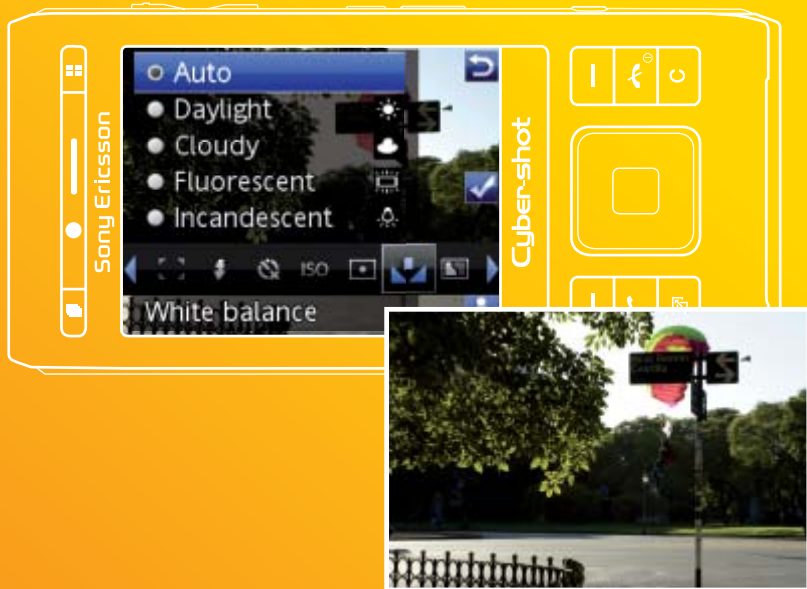 Sony Ericsson
Auto
Daylight
Cloudy
Fluorescent
Incandescent
ISO
White balance
Cyber-shot
C